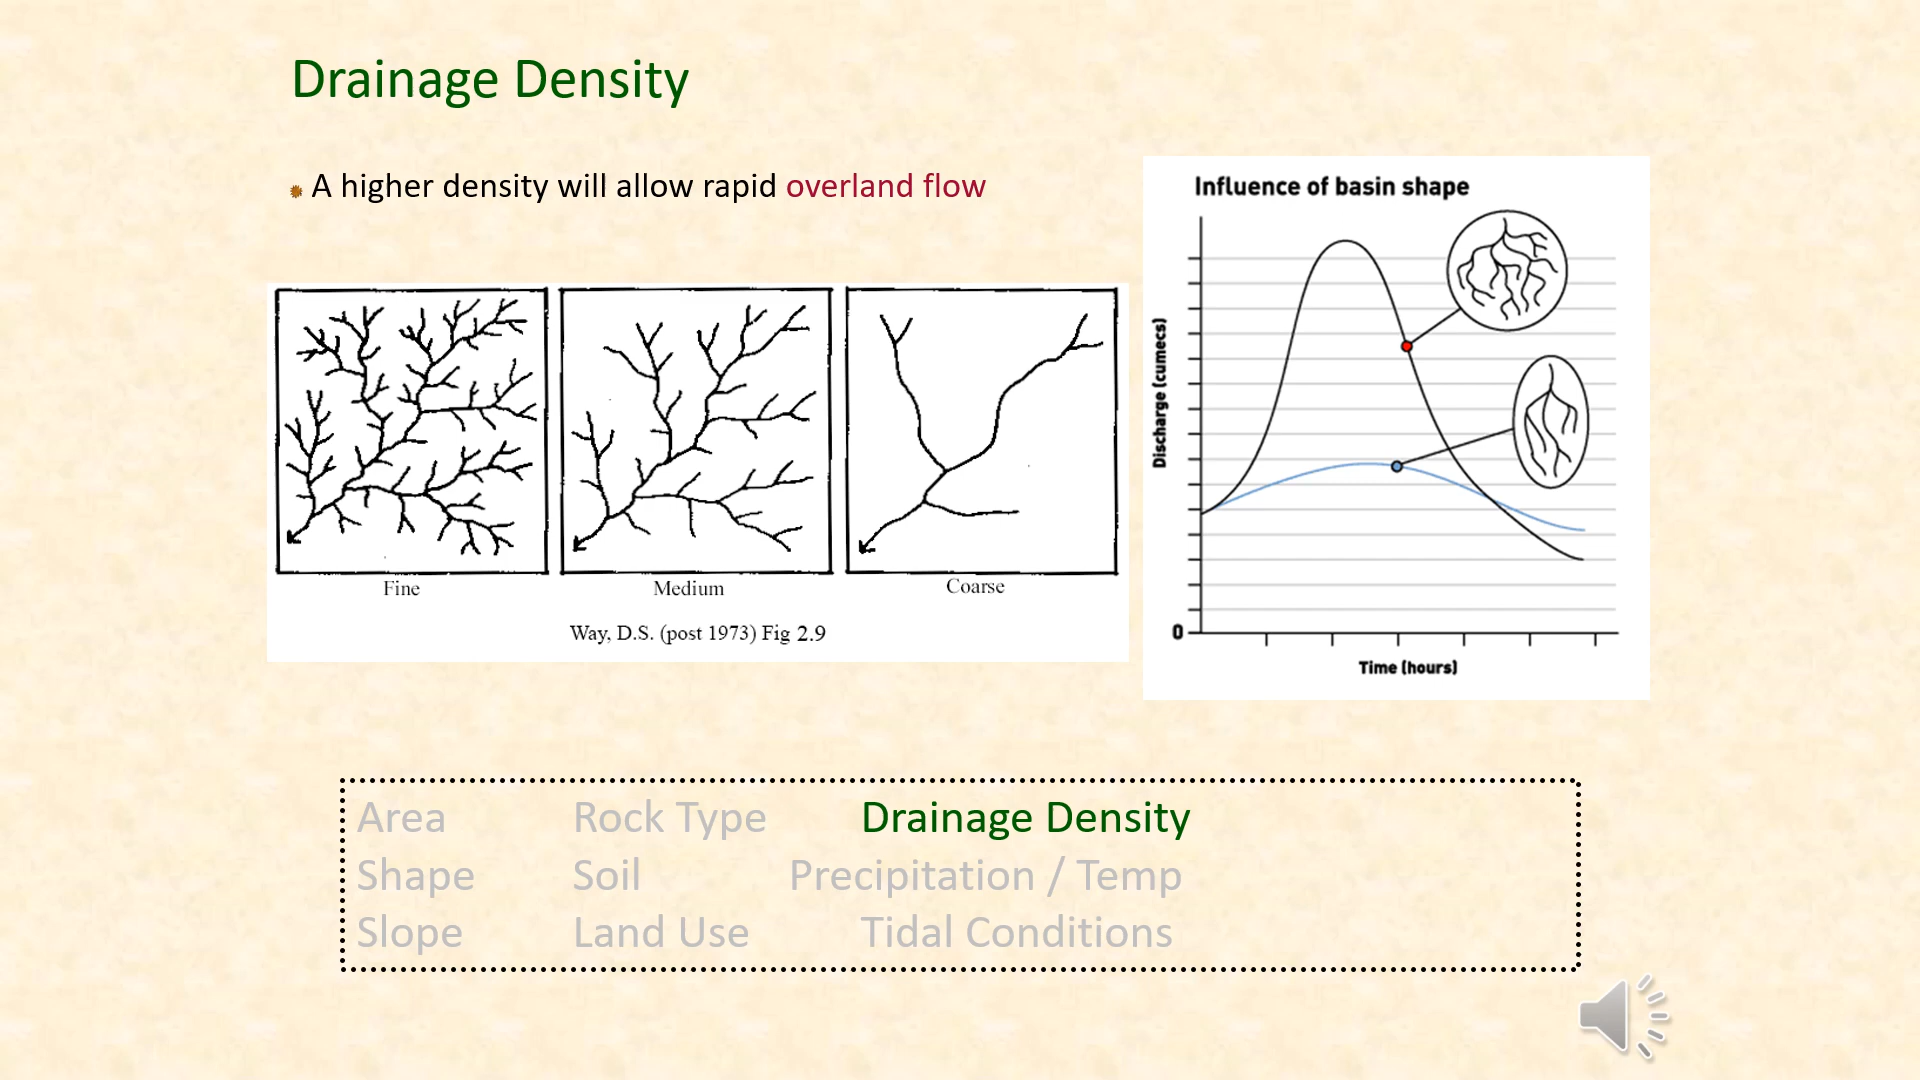 Drainage Density
A higher density will allow rapid overland flow
Fine
Medium
Coarse
Way, D.S. (post 1973) Fig 2.9
Influence of basin shape
Discharge (cumecs)
0
Time (hours)
Area Rock Type Drainage Density
Shape Soil Precipitation / Temp
Slope Land Use Tidal Conditions